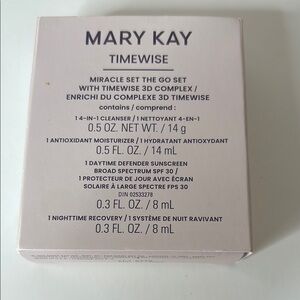 MARY KAY
TIMEWISE
MIRACLE SET THE GO SET
WITH TIMEWISE 3D COMPLEX /
ENRICHI DU COMPLEXE 3D TIMEWISE
contains / comprend :
1 4-IN-1 CLEANSER / 1 NETTOYANT 4-EN-1
0.5 OZ. NET WT. / 14 g
1 ANTIOXIDANT MOISTURIZER / 1 HYDRATANT ANTIOXYDANT
0.5 FL. OZ. / 14 mL
1 DAYTIME DEFENDER SUNSCREEN
BROAD SPECTRUM SPF 30 /
1 PROTECTEUR DE JOUR AVEC ÉCRAN
SOLAIRE À LARGE SPECTRE FPS 30
DIN 02533278
0.3 FL. OZ. / 8 mL
1 NIGHTTIME RECOVERY / 1 SYSTÈME DE NUIT RAVIVANT
0.3 FL. OZ. / 8 mL